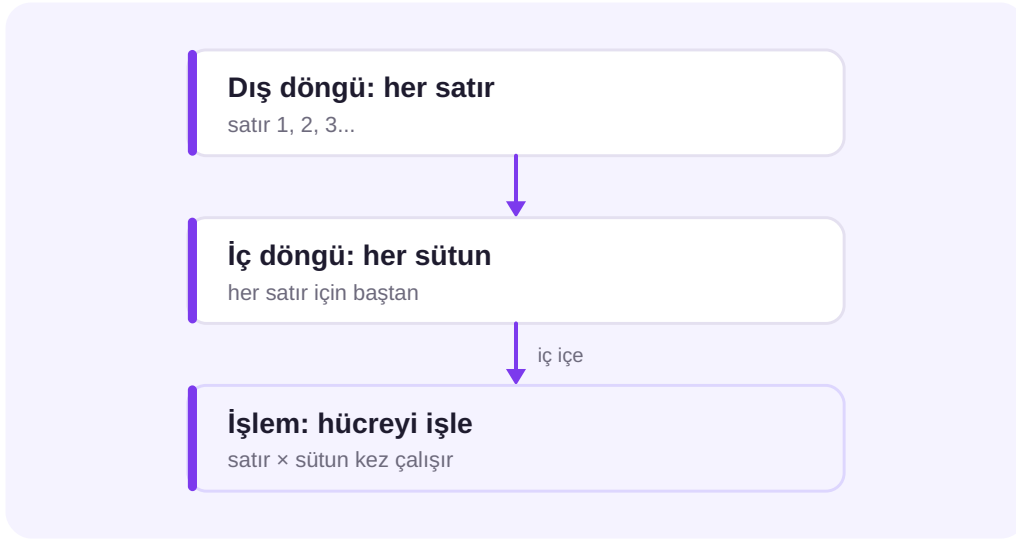 Dış döngü: her satır
satır 1, 2, 3...
İç döngü: her sütun
her satır için baştan
iç içe
İşlem: hücreyi işle
satır × sütun kez çalışır